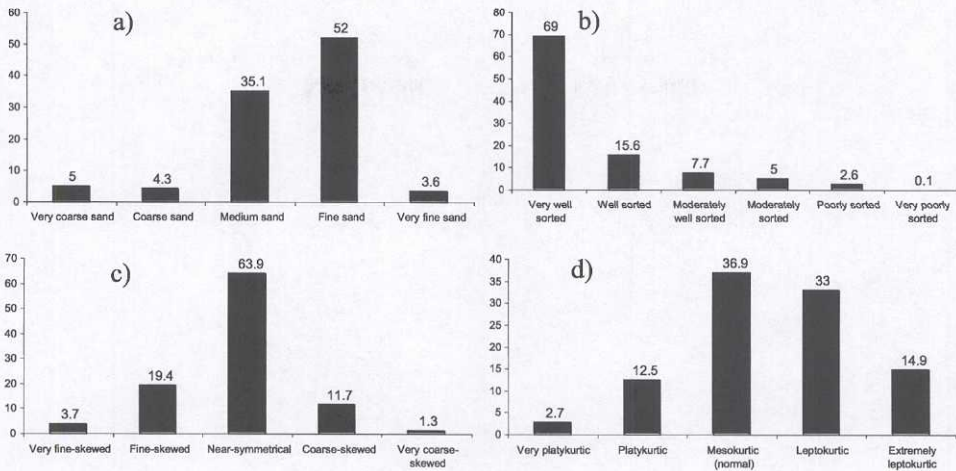 a)
60
50
40
30
20
10
0
5
4.3
35.1
52
3.6
Very coarse sand
Coarse sand
Medium sand
Fine sand
Very fine sand
b)
80
70
60
50
40
30
20
10
0
69
15.6
7.7
5
2.6
0.1
Very well
sorted
Well sorted
Moderately
well sorted
Moderately
sorted
Poorly sorted
Very poorly
sorted
c)
70
60
50
40
30
20
10
0
3.7
19.4
63.9
11.7
1.3
Very fine-skewed
Fine-skewed
Near-symmetrical
Coarse-skewed
Very coarse-
skewed
d)
40
35
30
25
20
15
10
5
0
2.7
12.5
36.9
33
14.9
Very platykurtic
Platykurtic
Mesokurtic
(normal)
Leptokurtic
Extremely
leptokurtic